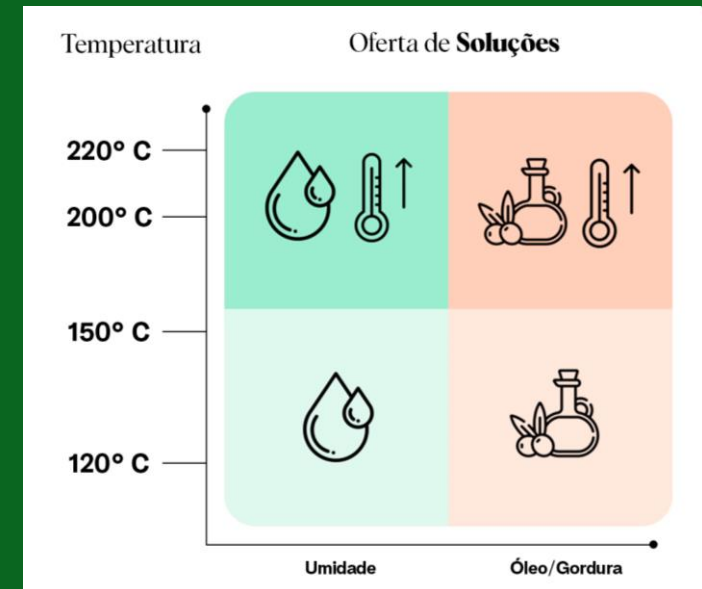 Temperatura
Oferta de Soluções
220° C
200° C
150° C
120° C
Umidade
Óleo/Gordura